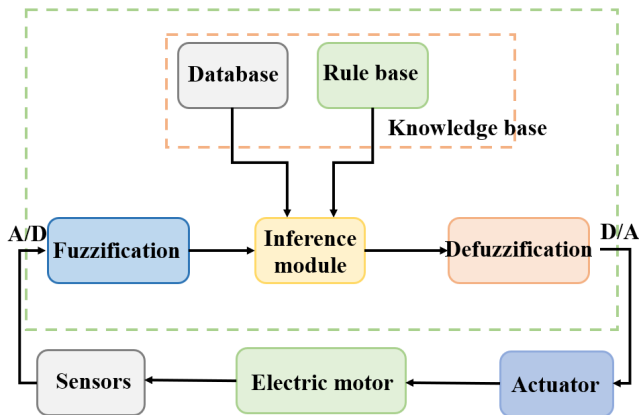 Database
Rule base
Knowledge base
A/D
Fuzzification
Inference
module
Defuzzification
D/A
Sensors
Electric motor
Actuator